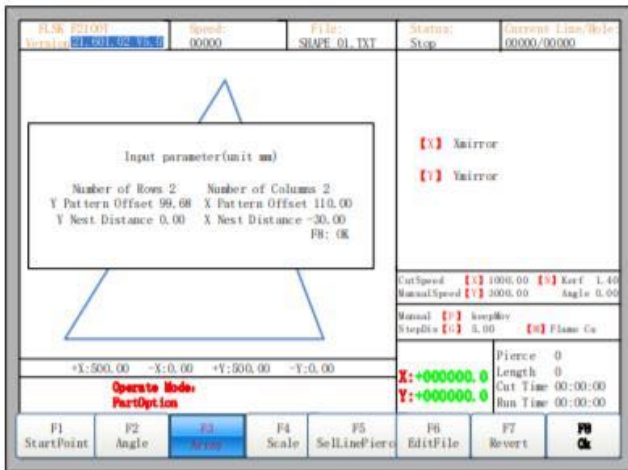 FLSK F2100T Speed: File: Status: Current Line/Hole:
Version 21.601.02 V6.0 00000 SHAPE 01.TXT Stop 00000/00000
【X】 Xmirror
【Y】 Ymirror
Input parameter(unit mm)
Number of Rows 2 Number of Columns 2
Y Pattern Offset 99.68 X Pattern Offset 110.00
Y Nest Distance 0.00 X Nest Distance -30.00
F8: OK
CutSpeed 【X】 1000.00 【N】 Kerf 1.40
ManualSpeed【Y】 3000.00 Angle 0.00
Manual 【P】 keepMov
StepDis【G】 3.00 【M】Flame Cu
+X:500.00 -X:0.00 +Y:500.00 -Y:0.00
Operate Mode:
PartOption
X:+000000.0
Y:+000000.0
Pierce 0
Length 0
Cut Time 00:00:00
Run Time 00:00:00
F1 F2 F3 F4 F5 F6 F7 F8
StartPoint Angle Array Scale SelLinePierc EditFile Revert Ok